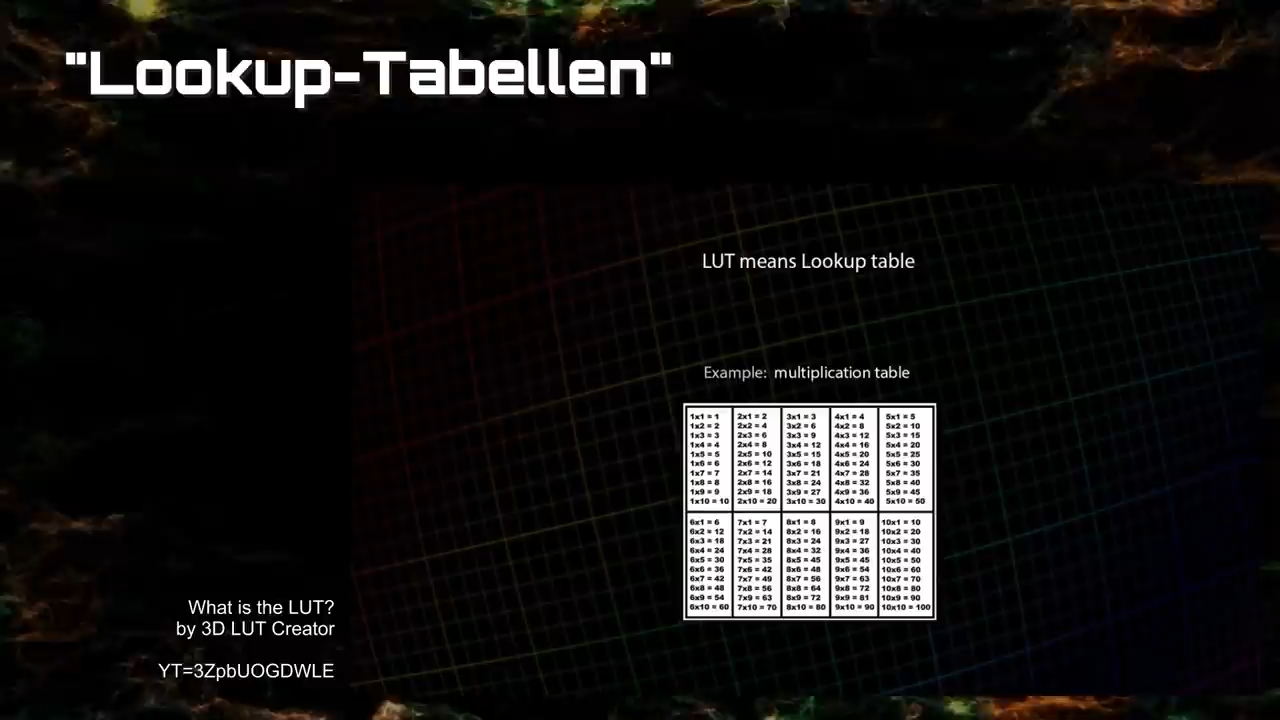 "Lookup-Tabellen"
LUT means Lookup table
Example: multiplication table
1x1 = 1 2x1 = 2 3x1 = 3 4x1 = 4 5x1 = 5
1x2 = 2 2x2 = 4 3x2 = 6 4x2 = 8 5x2 = 10
1x3 = 3 2x3 = 6 3x3 = 9 4x3 = 12 5x3 = 15
1x4 = 4 2x4 = 8 3x4 = 12 4x4 = 16 5x4 = 20
1x5 = 5 2x5 = 10 3x5 = 15 4x5 = 20 5x5 = 25
1x6 = 6 2x6 = 12 3x6 = 18 4x6 = 24 5x6 = 30
1x7 = 7 2x7 = 14 3x7 = 21 4x7 = 28 5x7 = 35
1x8 = 8 2x8 = 16 3x8 = 24 4x8 = 32 5x8 = 40
1x9 = 9 2x9 = 18 3x9 = 27 4x9 = 36 5x9 = 45
1x10 = 10 2x10 = 20 3x10 = 30 4x10 = 40 5x10 = 50
6x1 = 6 7x1 = 7 8x1 = 8 9x1 = 9 10x1 = 10
6x2 = 12 7x2 = 14 8x2 = 16 9x2 = 18 10x2 = 20
6x3 = 18 7x3 = 21 8x3 = 24 9x3 = 27 10x3 = 30
6x4 = 24 7x4 = 28 8x4 = 32 9x4 = 36 10x4 = 40
6x5 = 30 7x5 = 35 8x5 = 45 9x5 = 45 10x5 = 50
6x6 = 36 7x6 = 42 8x6 = 48 9x6 = 54 10x6 = 60
6x7 = 42 7x7 = 49 8x7 = 56 9x7 = 63 10x7 = 70
6x8 = 48 7x8 = 56 8x8 = 64 9x8 = 72 10x8 = 80
6x9 = 54 7x9 = 63 8x9 = 72 9x9 = 81 10x9 = 90
6x10 = 60 7x10 = 70 8x10 = 80 9x10 = 90 10x10 = 100
What is the LUT?
by 3D LUT Creator
YT=3ZpbUOGDWLE